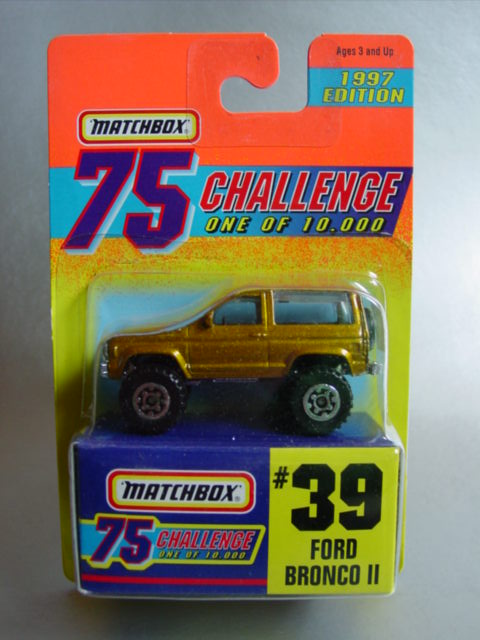 Ages 3 and Up
1997
EDITION
"MATCHBOX"®
75 CHALLENGE
ONE OF 10,000
"MATCHBOX"®
75 CHALLENGE
ONE OF 10,000
#39
FORD
BRONCO II